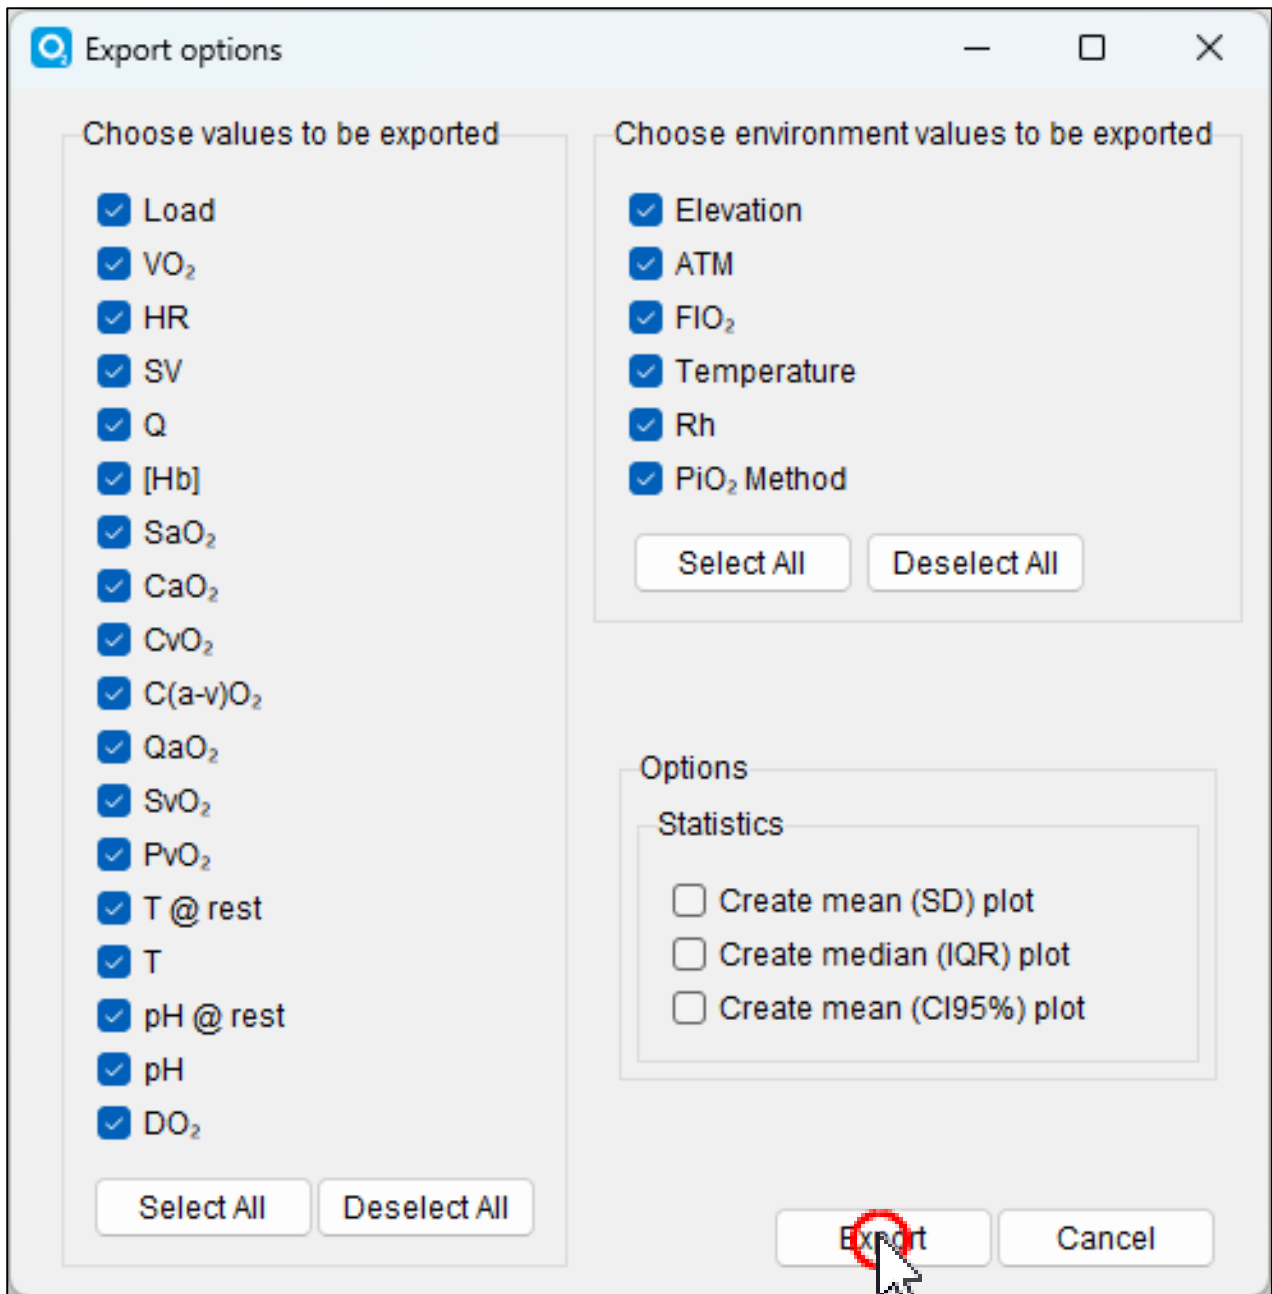 Export options
Choose values to be exported
Load
VO₂
HR
SV
Q
[Hb]
SaO₂
CaO₂
CvO₂
C(a-v)O₂
QaO₂
SvO₂
PvO₂
T @ rest
T
pH @ rest
pH
DO₂
Select All
Deselect All
Choose environment values to be exported
Elevation
ATM
FIO₂
Temperature
Rh
PiO₂ Method
Select All
Deselect All
Options
Statistics
Create mean (SD) plot
Create median (IQR) plot
Create mean (CI95%) plot
Export
Cancel